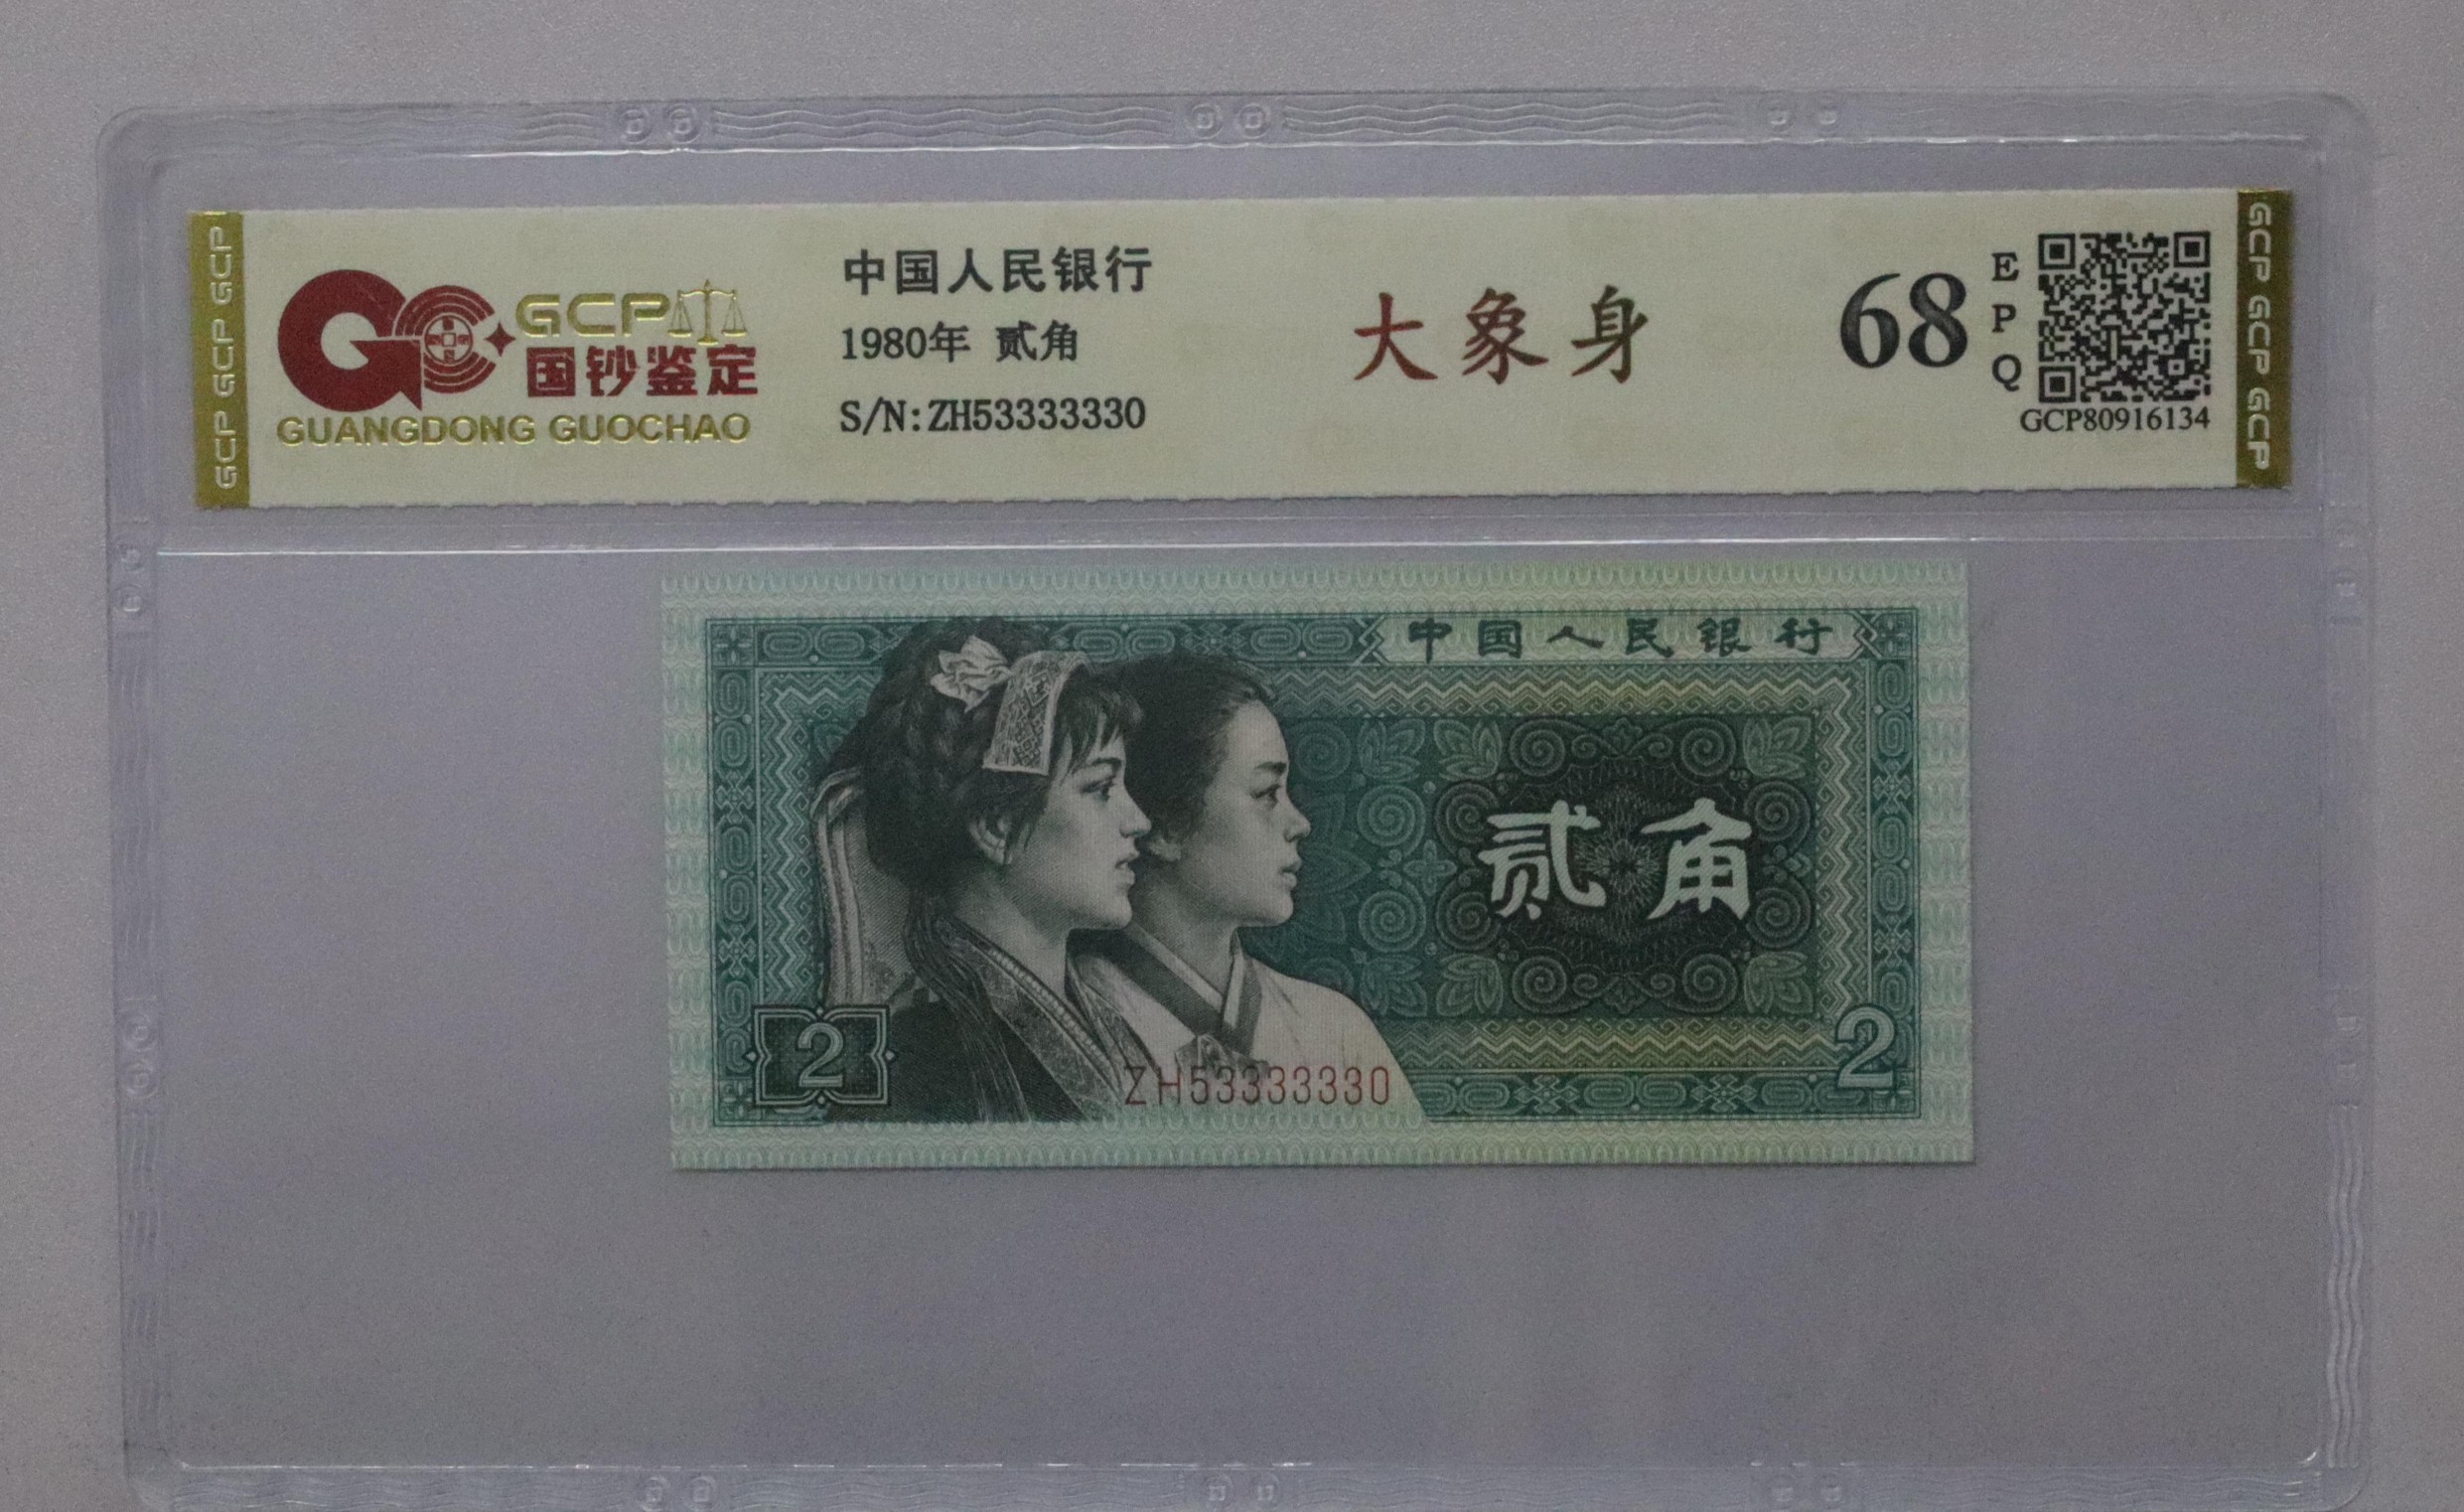 GCP GCP GCP
GCP
国钞鉴定
GUANGDONG GUOCHAO
中国人民银行
1980年 贰角
S/N:ZH53333330
大象身
68
EPQ
GCP80916134
GCP GCP GCP
中国人民银行
贰角
2
ZH53333330
2